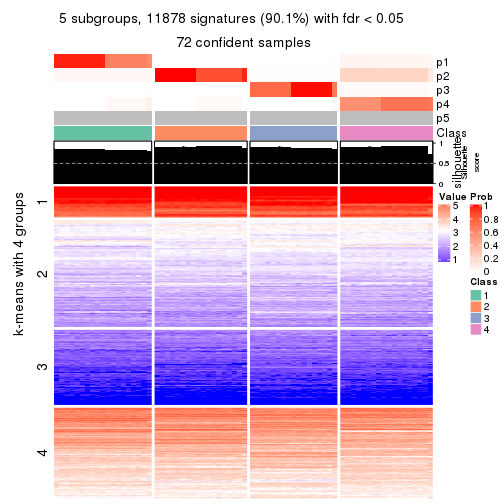 5 subgroups, 11878 signatures (90.1%) with fdr < 0.05
72 confident samples
p1
p2
p3
p4
p5
Class
1
0.5
0
silhouette
silhouette
score
k-means with 4 groups
1
2
3
4
Value
5
4
3
2
1
Prob
1
0.8
0.6
0.4
0.2
0
Class
1
2
3
4